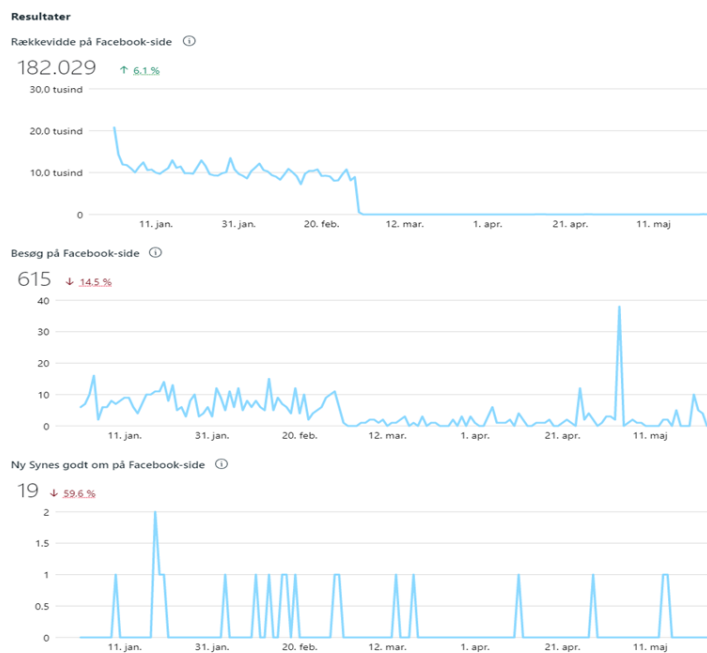 Resultater
Rækkevidde på Facebook-side
182.029 ↑ 6,1 %
30,0 tusind
20,0 tusind
10,0 tusind
0
11. jan. 31. jan. 20. feb. 12. mar. 1. apr. 21. apr. 11. maj
Besøg på Facebook-side
615 ↓ 14,5 %
40
30
20
10
0
11. jan. 31. jan. 20. feb. 12. mar. 1. apr. 21. apr. 11. maj
Ny Synes godt om på Facebook-side
19 ↓ 59,6 %
2
1.5
1
0.5
0
11. jan. 31. jan. 20. feb. 12. mar. 1. apr. 21. apr. 11. maj